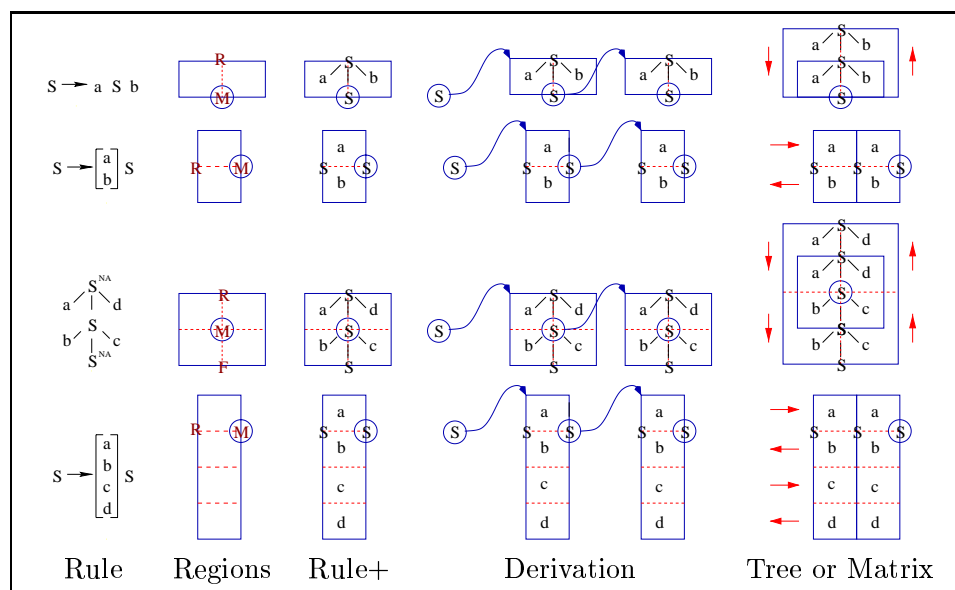 S
a b
R S S S S
a b a b a b a b
S → a S b
M S S S S S
a a a a a
a
S → S R M S S S S S S S S S S
b
b b b b b
S
a d
S a d
S^NA R S S S
a d a d a d a d
S M S S S S S
b c b c b c b c b c
S^NA F S S S S S
a a a a a
S S S S S S S S S S
R M
a b b b b b
b
S → c S c c c c c
d
d d d d d
Rule Regions Rule+ Derivation Tree or Matrix